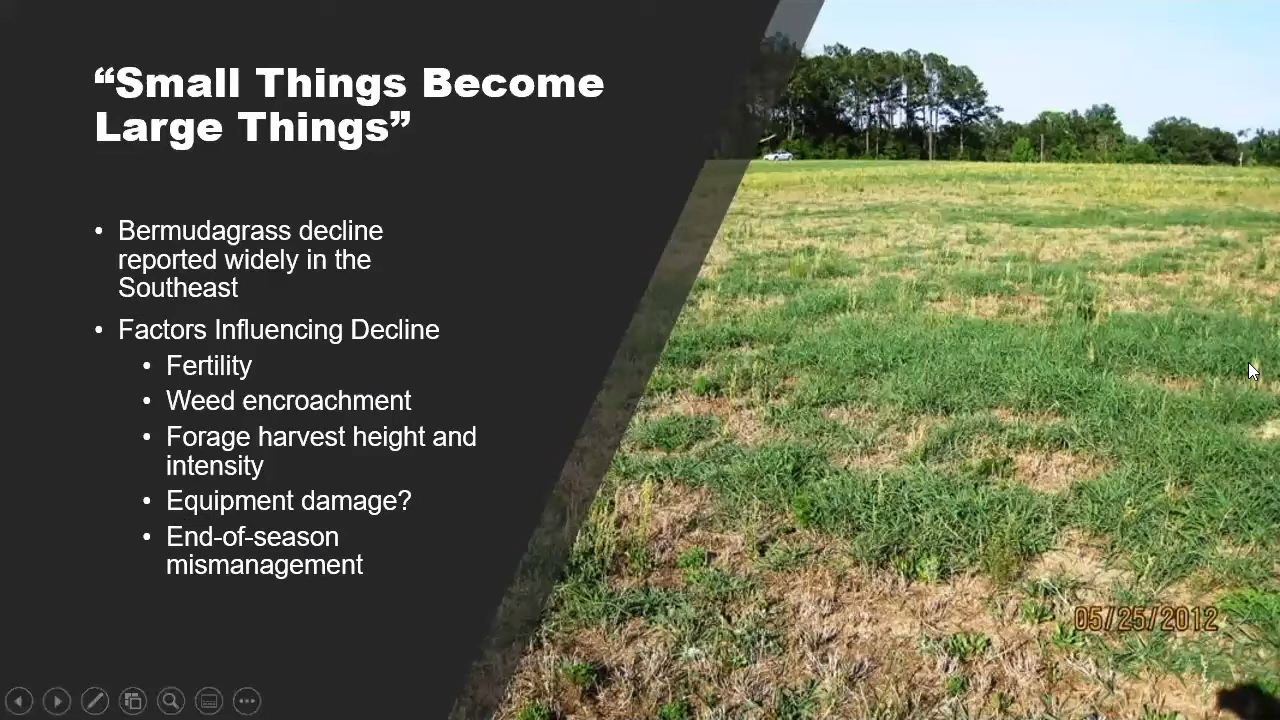 “Small Things Become
Large Things”
• Bermudagrass decline
reported widely in the
Southeast
• Factors Influencing Decline
• Fertility
• Weed encroachment
• Forage harvest height and
intensity
• Equipment damage?
• End-of-season
mismanagement
05/25/2012